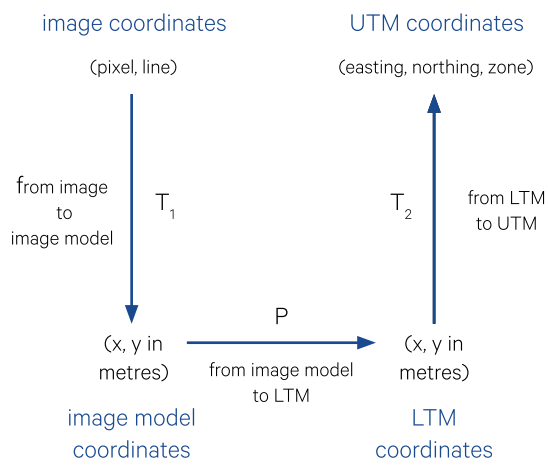 image coordinates
(pixel, line)
UTM coordinates
(easting, northing, zone)
from image
to
image model
T1
T2
from LTM
to UTM
(x, y in
metres)
P
from image model
to LTM
(x, y in
metres)
image model
coordinates
LTM
coordinates